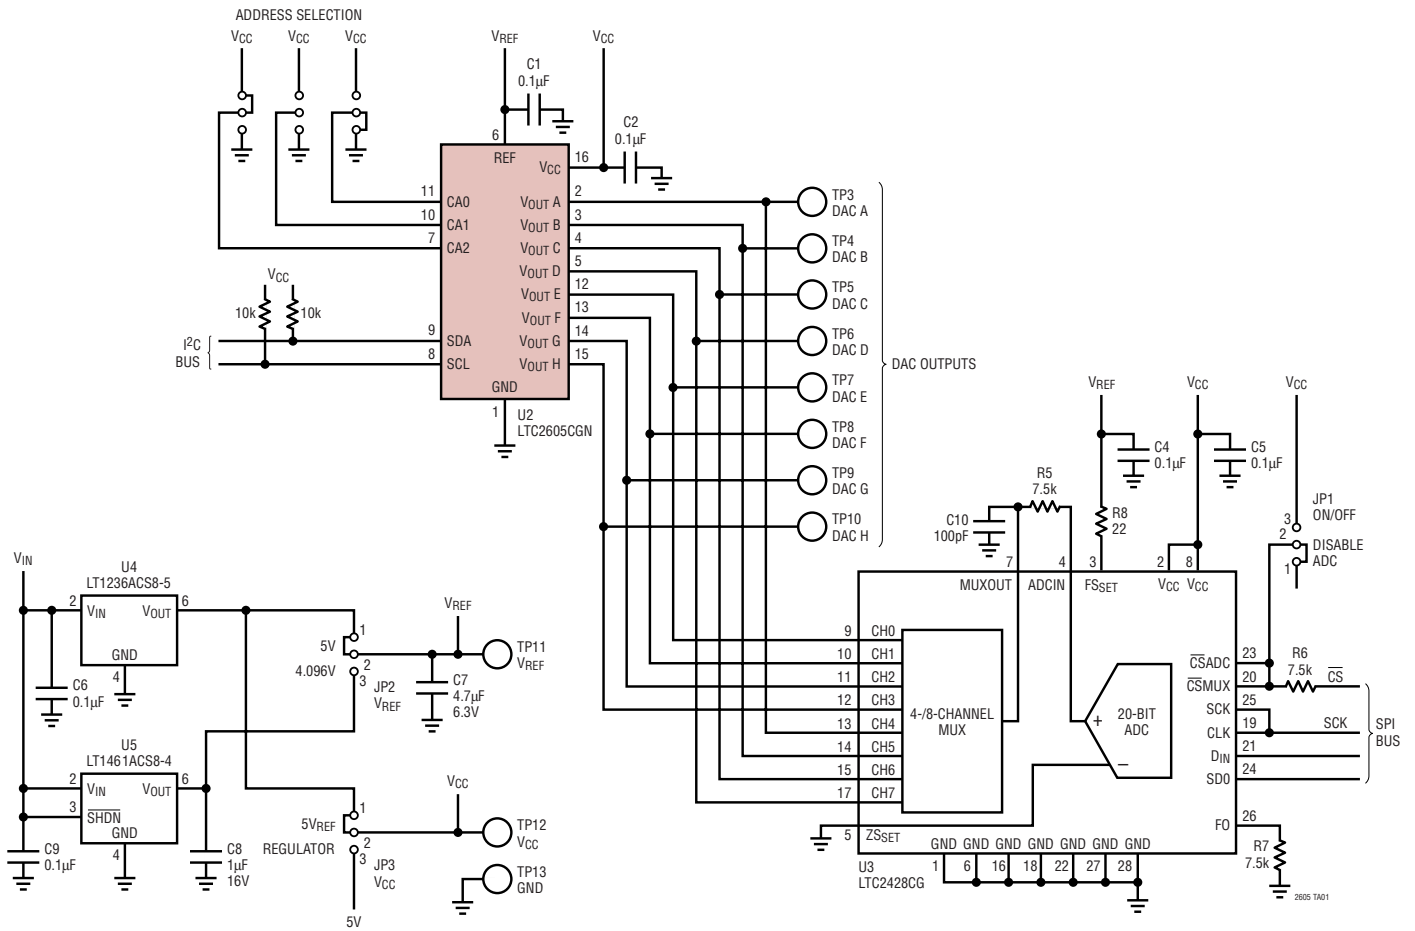 ADDRESS SELECTION
VCC VCC VCC
VREF
VCC
C1
0.1µF
C2
0.1µF
6
REF
16
VCC
11 CA0
10 CA1
7 CA2
2 VOUT A
3 VOUT B
4 VOUT C
5 VOUT D
12 VOUT E
13 VOUT F
14 VOUT G
15 VOUT H
VCC
10k 10k
I2C
BUS
9 SDA
8 SCL
GND
1
U2
LTC2605CGN
TP3
DAC A
TP4
DAC B
TP5
DAC C
TP6
DAC D
TP7
DAC E
TP8
DAC F
TP9
DAC G
TP10
DAC H
DAC OUTPUTS
VREF
VCC
VCC
C4
0.1µF
C5
0.1µF
R5
7.5k
C10
100pF
R8
22
JP1
ON/OFF
3
2
1
DISABLE
ADC
7 4 3 2 8
MUXOUT ADCIN FSSET VCC VCC
9 CH0
10 CH1
11 CH2
12 CH3
13 CH4
14 CH5
15 CH6
17 CH7
4-/8-CHANNEL
MUX
+
–
20-BIT
ADC
23
CSADC
20
CSMUX
25
SCK
19
CLK
21
DIN
24
SD0
26
FO
R6
7.5k
CS
SCK
SPI
BUS
R7
7.5k
5 ZSSET
GND GND GND GND GND GND GND
1 6 16 18 22 27 28
U3
LTC2428CG
2605 TA01
VIN
U4
LT1236ACS8-5
2 VIN VOUT 6
GND
4
C6
0.1µF
5V
4.096V
1
2
3
JP2
VREF
VREF
TP11
VREF
C7
4.7µF
6.3V
U5
LT1461ACS8-4
2 VIN VOUT 6
3 SHDN
GND
4
C9
0.1µF
C8
1µF
16V
5VREF
REGULATOR
1
2
3
JP3
VCC
5V
VCC
TP12
VCC
TP13
GND